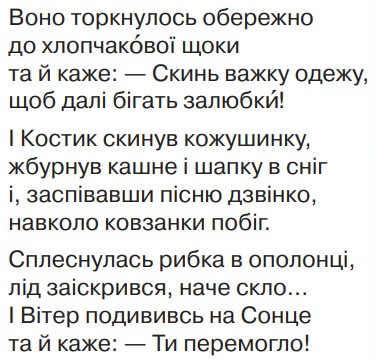 Воно торкнулось обережно
до хлопчако́вої щоки
та й каже: — Скинь важку одежу,
щоб далі бігать залюбки́!
І Костик скинув кожушинку,
жбурнув кашне і шапку в сніг
і, заспівавши пісню дзвінко,
навколо ковзанки побіг.
Сплеснулась рибка в ополонці,
лід заіскрився, наче скло...
І Вітер подививсь на Сонце
та й каже: — Ти перемогло!